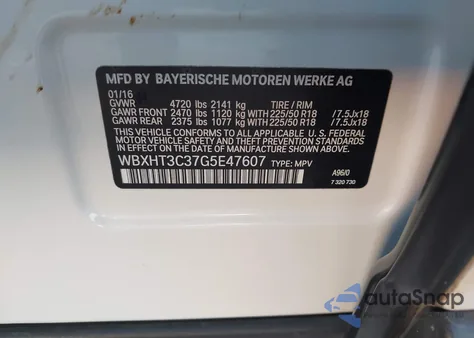 MFD BY BAYERISCHE MOTOREN WERKE AG
01/16
GVWR 4720 lbs 2141 kg TIRE / RIM
GAWR FRONT 2470 lbs 1120 kg WITH 225/50 R18 / 7.5Jx18
GAWR REAR 2375 lbs 1077 kg WITH 225/50 R18 / 7.5Jx18
THIS VEHICLE CONFORMS TO ALL APPLICABLE U. S. FEDERAL
MOTOR VEHICLE SAFETY, BUMPER, AND THEFT PREVENTION
STANDARDS IN EFFECT ON THE DATE OF MANUFACTURE SHOWN ABOVE.
WBXHT3C37G5E47607 TYPE: MPV
A96/0
7 320 730
autoSnap